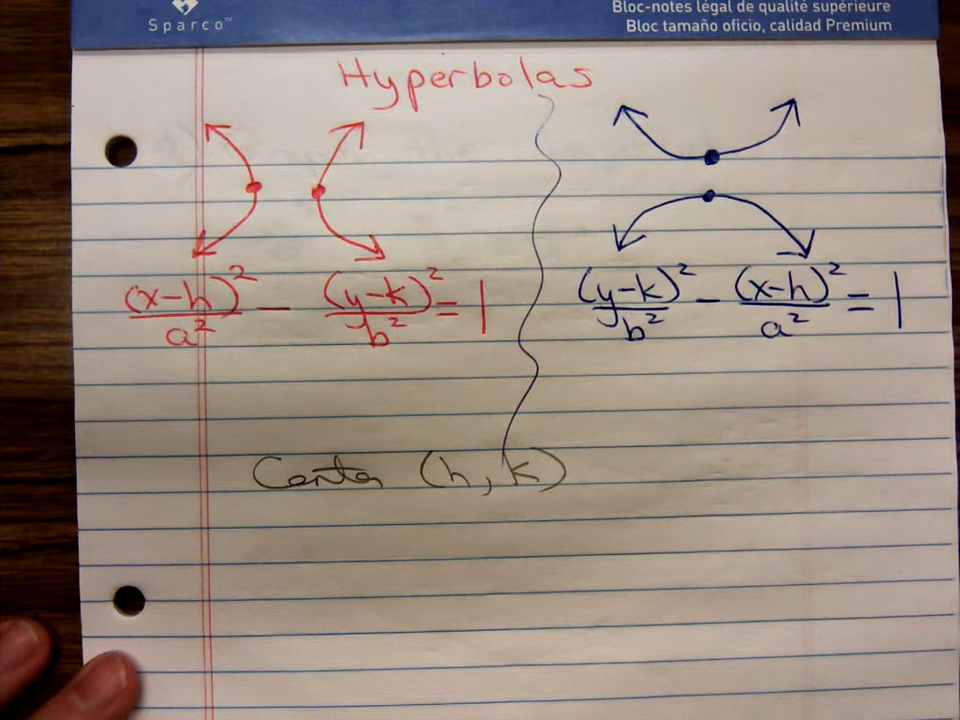 Sparco™
Bloc-notes légal de qualité supérieure
Bloc tamaño oficio, calidad Premium
Hyperbolas
(x-h)²/a² - (y-k)²/b² = 1
(y-k)²/b² - (x-h)²/a² = 1
Center (h, k)